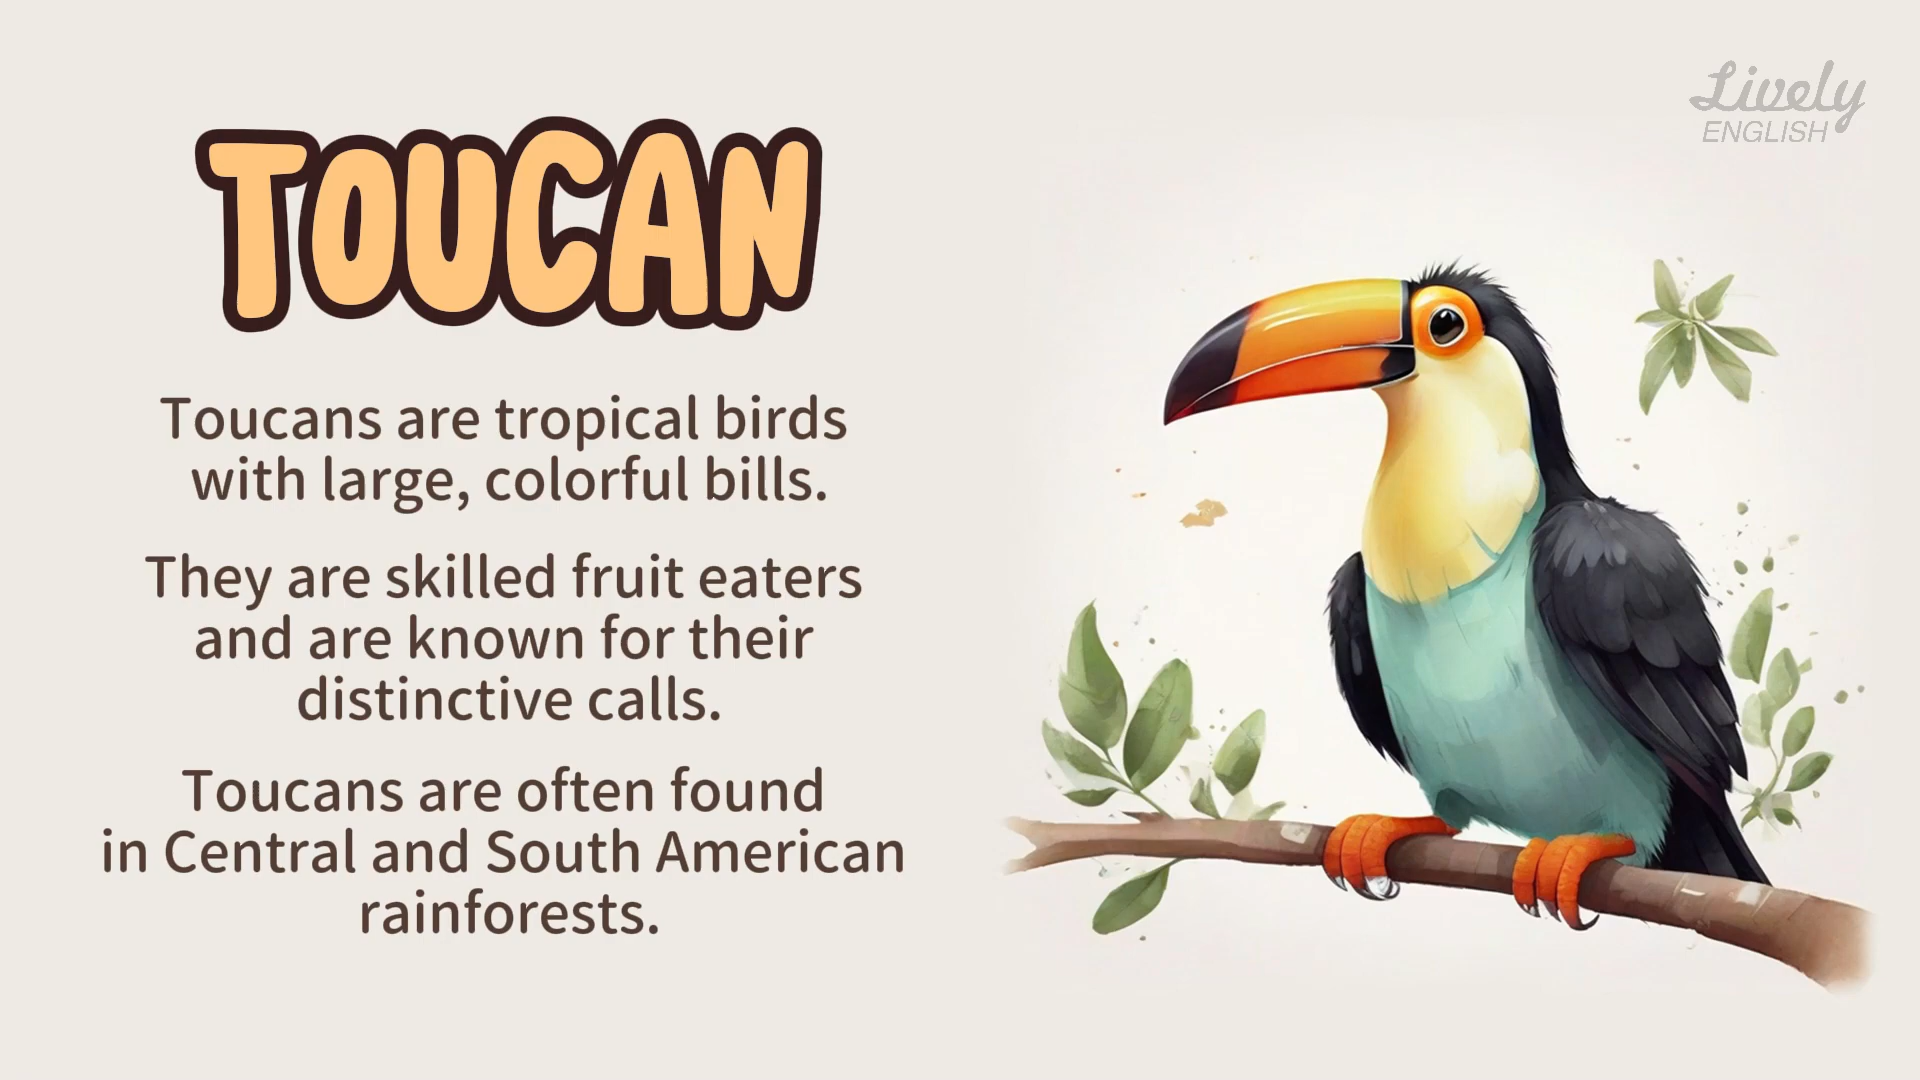 Lively
ENGLISH
TOUCAN
Toucans are tropical birds
with large, colorful bills.
They are skilled fruit eaters
and are known for their
distinctive calls.
Toucans are often found
in Central and South American
rainforests.